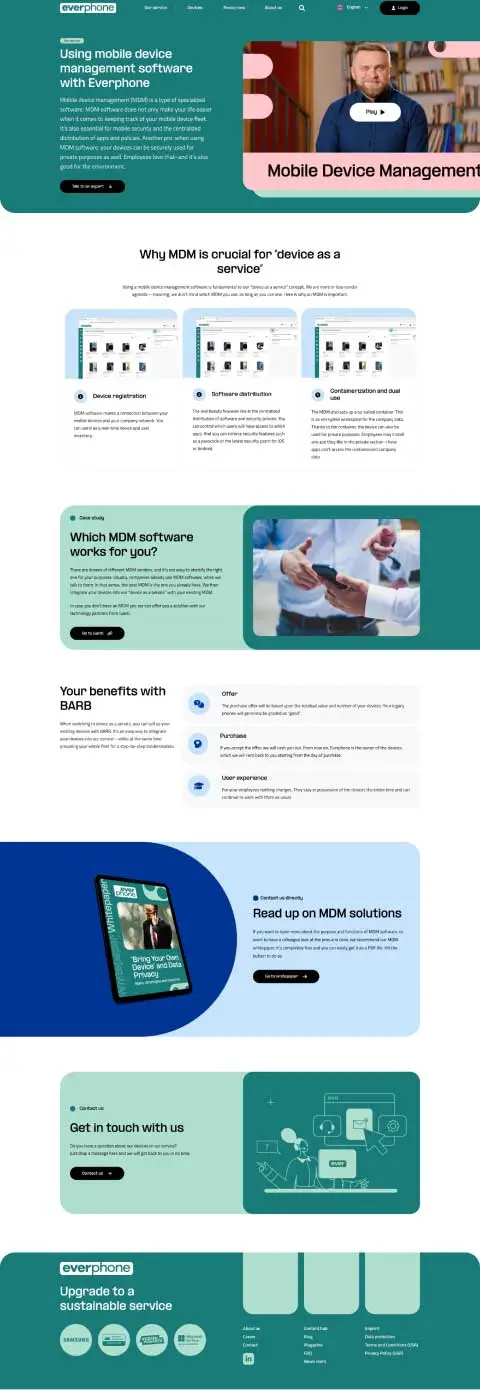 everphone
Our service
Devices
Resources
About us
English
Login
Using mobile device
management software
with Everphone
Mobile device management (MDM) is a type of specialized
software. MDM software does not only make your life easier
when it comes to keeping track of your mobile device fleet.
It's also essential for mobile security and the centralized
distribution of apps and policies. Another pro: when using
MDM software, your devices can be securely used for
private purposes as well. Employees love that—and it's also
good for the environment.
Talk to an expert
Play
Mobile Device Management
Why MDM is crucial for "device as a
service"
Using a mobile device management software is fundamental to our "device as a service" concept. We are more or less vendor
agnostic — meaning, we don't mind which MDM you use, as long as you use one. Here is why an MDM is important.
Device registration
MDM software makes a connection between your
mobile devices and your company network. You
can use it as a real-time device and user
inventory.
Software distribution
The real beauty however lies in the centralized
distribution of software and security policies. You
can control which users will have access to which
apps. And you can enforce security features such
as a passcode or the latest security patch for iOS
or Android.
Containerization and dual
use
The MDM also sets up a so-called container. This
is an encrypted workspace for the company data.
Thanks to the container, the device can also be
used for private purposes. Employees may install
any app they like in the private section—these
apps can't access the containerized company
data.
Case study
Which MDM software
works for you?
There are dozens of different MDM vendors, and it's not easy to identify the right
one for your purposes. Usually, companies already use MDM software, when we
talk to them. In that sense, the best MDM is the one you already have. We then
integrate your devices into our "device as a service" with your existing MDM.
In case you don't have an MDM yet, we can offer you a solution with our
technology partners from Samdi.
Your benefits with
BARB
When switching to device as a service, you can sell us your
existing devices with BARB. It's an easy way to integrate
your devices into our service—while at the same time
preparing your whole fleet for a step-by-step modernization.
Offer
The purchase offer will be based upon the residual value and number of your devices. Your legacy
phones will generally be graded as "good".
Purchase
If you accept the offer, we will cash you out. From now on, Everphone is the owner of the devices,
which we will rent back to you starting from the day of purchase.
User experience
For your employees nothing changes. They stay in possession of the devices the entire time and can
continue to work with them as usual.
Whitepaper
everphone
'Bring Your Own
Device' and Data
Privacy
Contact us directly
Read up on MDM solutions
If you want to learn more about the purpose and functions of MDM software, or
want to have a colleague look at the pros and cons, we recommend our MDM
whitepaper. It's completely free and you can easily get it as a PDF file. Hit the
button to do so.
Go to whitepaper
Contact us
Get in touch with us
Do you have a question about our devices or our service?
Just drop a message here and we will get back to you in no time.
Contact us
ever
everphone
Upgrade to a
sustainable service
SAMSUNG
About us
Career
Contact
in
Content hub
Blog
Magazine
FAQ
News room
Imprint
Data protection
Terms and Conditions (USA)
Privacy Policy (USA)